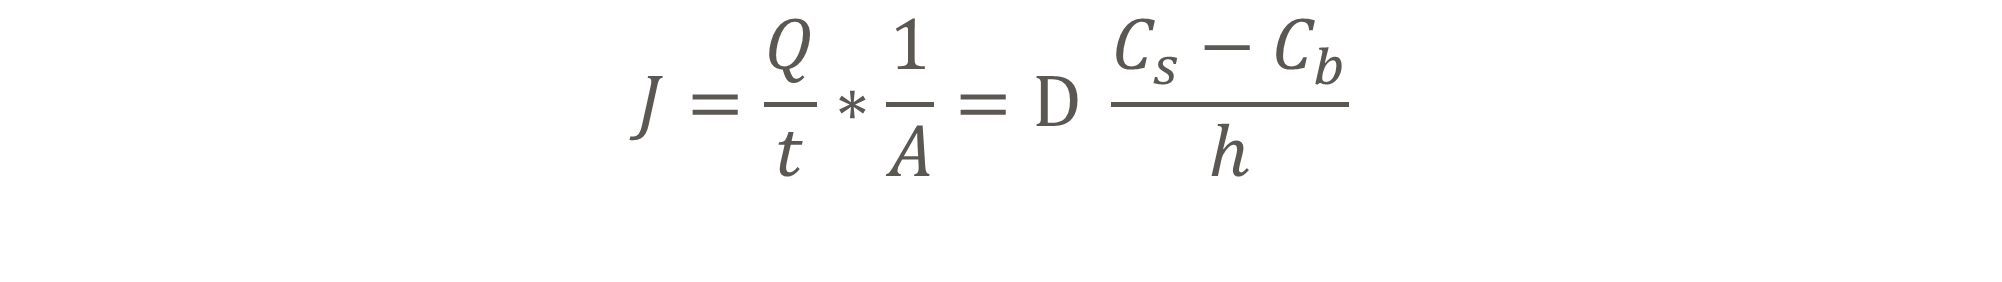 J = Q/t * 1/A = D (C_s − C_b)/h